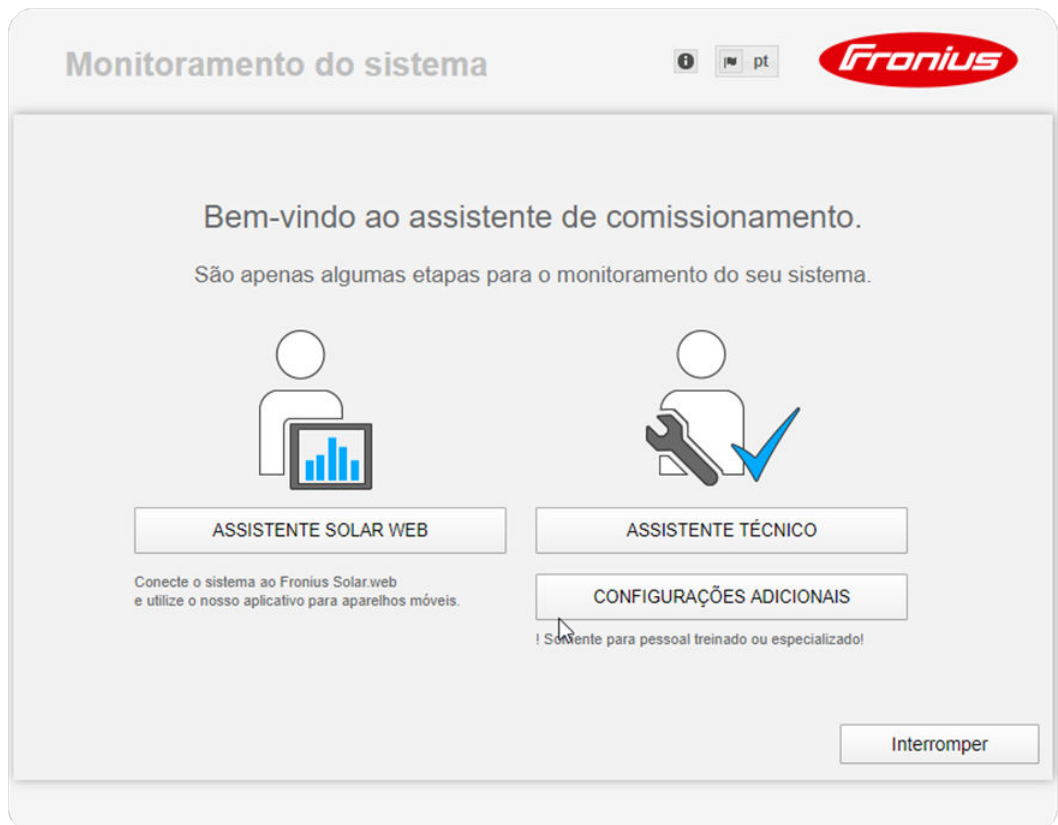 Monitoramento do sistema
pt
Fronius
Bem-vindo ao assistente de comissionamento.
São apenas algumas etapas para o monitoramento do seu sistema.
ASSISTENTE SOLAR WEB
Conecte o sistema ao Fronius Solar.web
e utilize o nosso aplicativo para aparelhos móveis.
ASSISTENTE TÉCNICO
CONFIGURAÇÕES ADICIONAIS
! Somente para pessoal treinado ou especializado!
Interromper